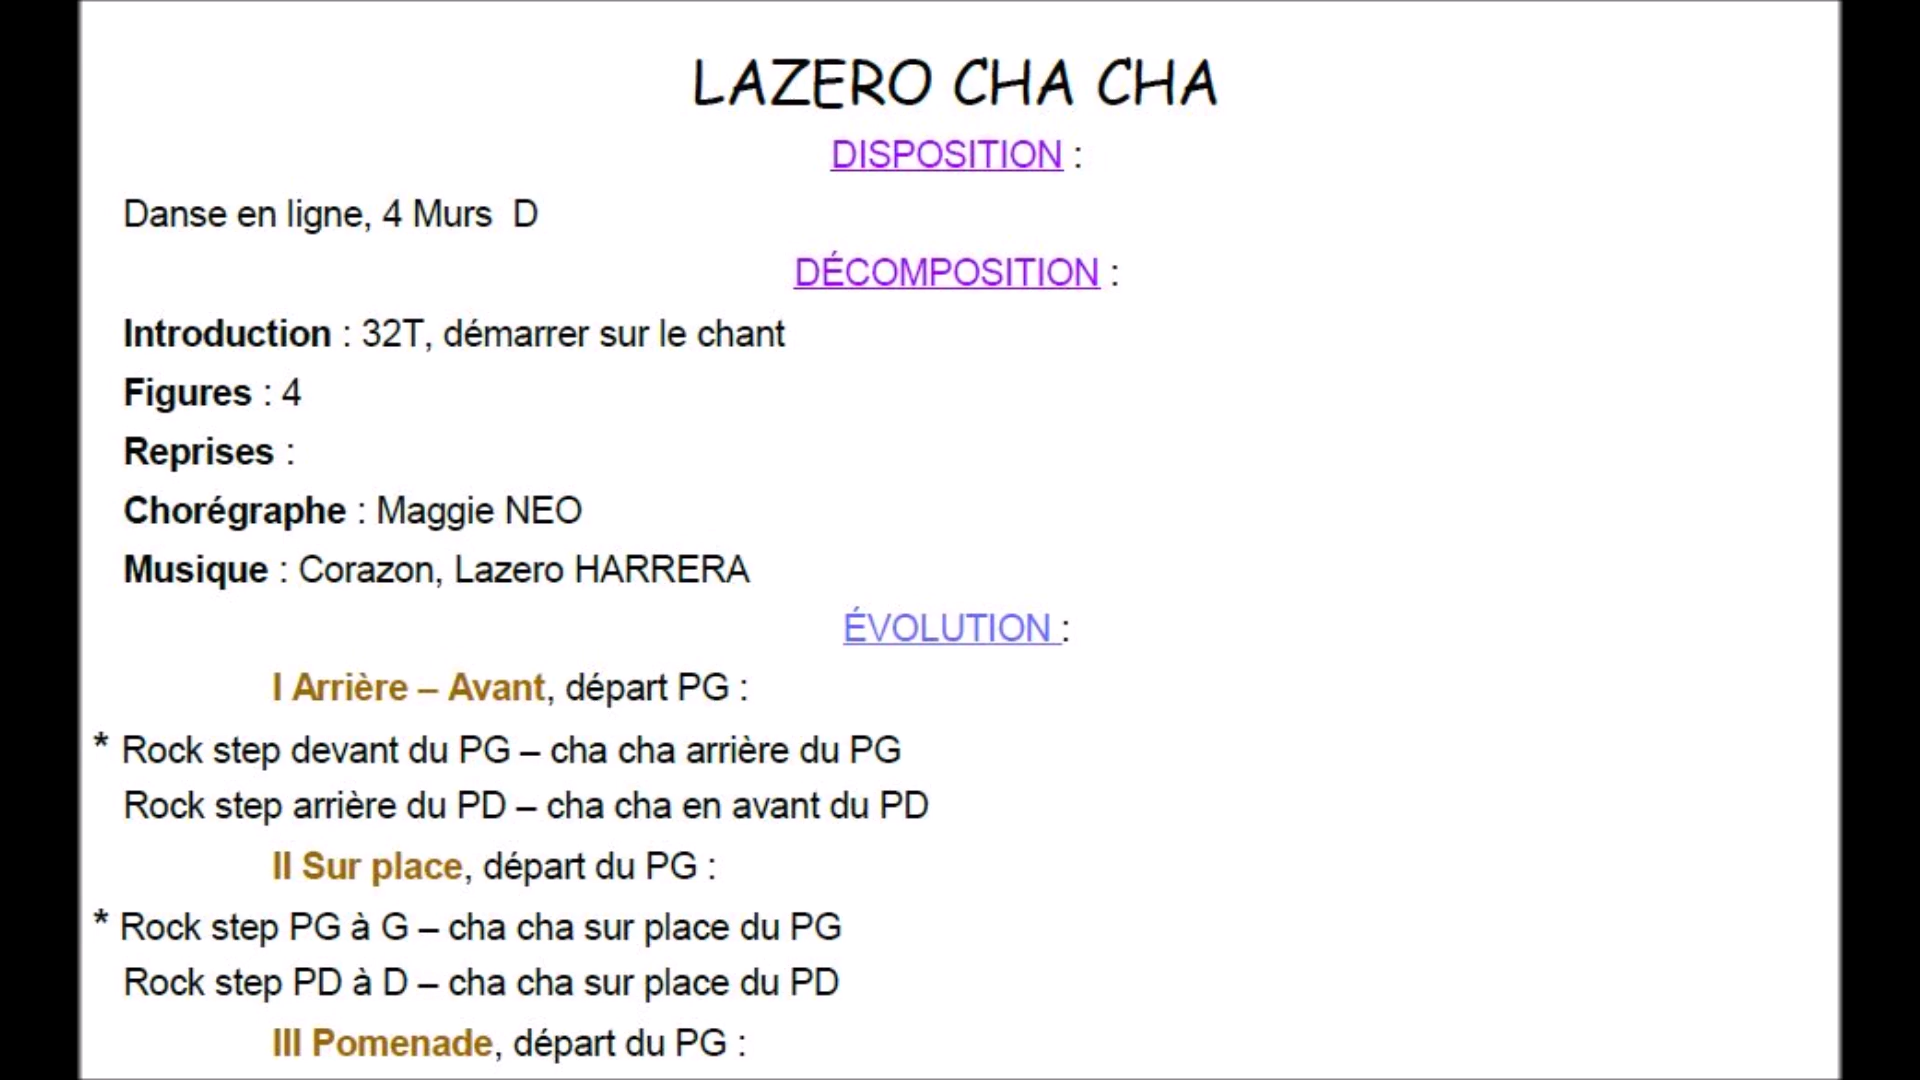 LAZERO CHA CHA
DISPOSITION :
Danse en ligne, 4 Murs  D
DÉCOMPOSITION :
Introduction : 32T, démarrer sur le chant
Figures : 4
Reprises :
Chorégraphe : Maggie NEO
Musique : Corazon, Lazero HARRERA
ÉVOLUTION :
I Arrière – Avant, départ PG :
* Rock step devant du PG – cha cha arrière du PG
Rock step arrière du PD – cha cha en avant du PD
II Sur place, départ du PG :
* Rock step PG à G – cha cha sur place du PG
Rock step PD à D – cha cha sur place du PD
III Pomenade, départ du PG :